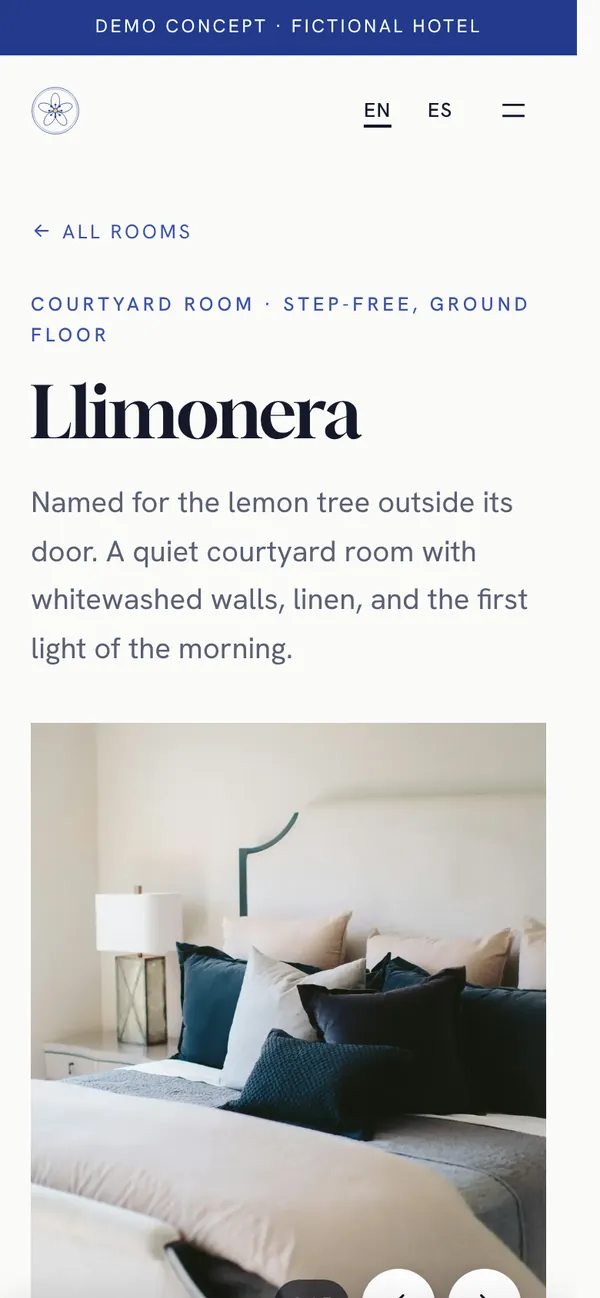 DEMO CONCEPT · FICTIONAL HOTEL
EN ES
← ALL ROOMS
COURTYARD ROOM · STEP-FREE, GROUND
FLOOR
Llimonera
Named for the lemon tree outside its
door. A quiet courtyard room with
whitewashed walls, linen, and the first
light of the morning.